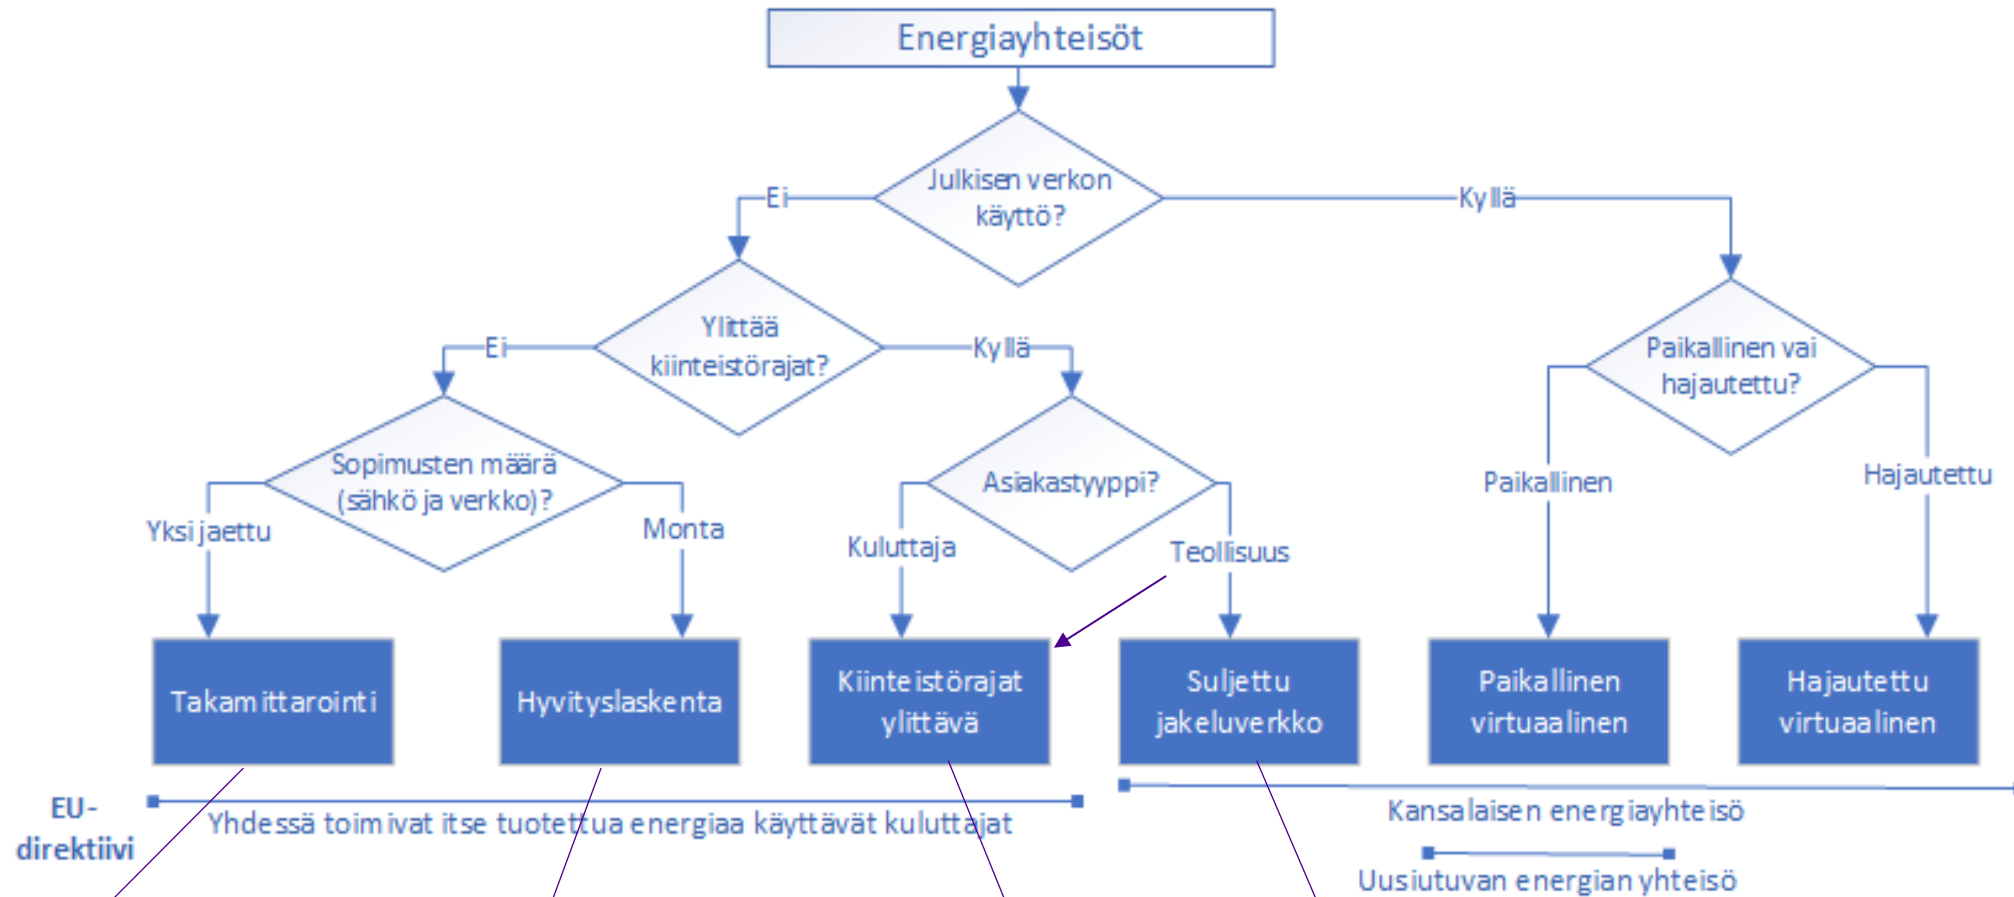 Energiayhteisöt
Julkisen verkon
käyttö?
Ei
Kyllä
Ylittää
kiinteistörajat?
Ei
Kyllä
Paikallinen vai
hajautettu?
Sopimusten määrä
(sähkö ja verkko)?
Asiakastyyppi?
Yksi jaettu
Monta
Kuluttaja
Teollisuus
Paikallinen
Hajautettu
Takamittarointi
Hyvityslaskenta
Kiinteistörajat
ylittävä
Suljettu
jakeluverkko
Paikallinen
virtuaalinen
Hajautettu
virtuaalinen
EU-
direktiivi
Yhdessä toimivat itse tuotettua energiaa käyttävät kuluttajat
Kansalaisen energiayhteisö
Uusiutuvan energian yhteisö